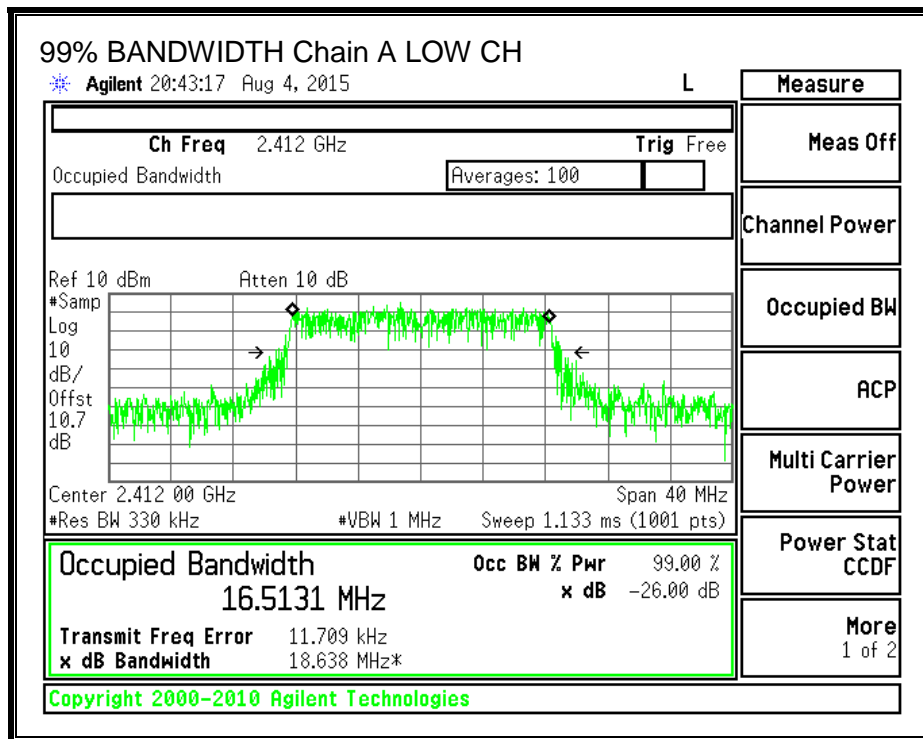 99% BANDWIDTH Chain A LOW CH
Agilent 20:43:17 Aug 4, 2015 L
Measure
Ch Freq 2.412 GHz Trig Free
Meas Off
Occupied Bandwidth Averages: 100
Channel Power
Ref 10 dBm Atten 10 dB
#Samp
Log
10
dB/
Offst
10.7
dB
Occupied BW
ACP
Center 2.412 00 GHz Span 40 MHz
#Res BW 330 kHz #VBW 1 MHz Sweep 1.133 ms (1001 pts)
Multi Carrier
Power
Occupied Bandwidth
16.5131 MHz
Occ BW % Pwr 99.00 %
x dB -26.00 dB
Power Stat
CCDF
Transmit Freq Error 11.709 kHz
x dB Bandwidth 18.638 MHz*
More
1 of 2
Copyright 2000-2010 Agilent Technologies